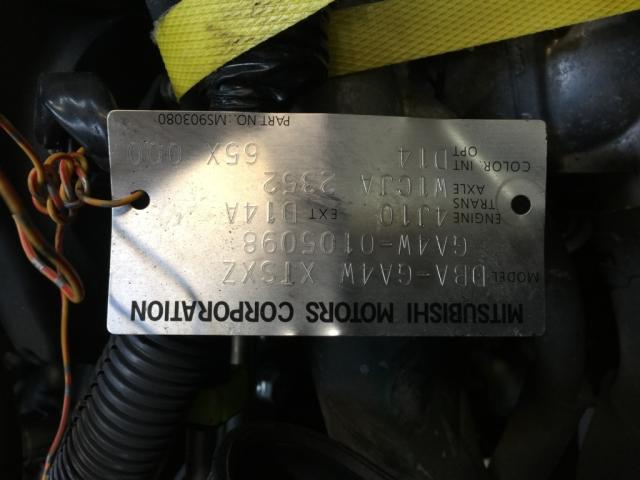 MITSUBISHI MOTORS CORPORATION
MODEL DBA-GA4W XTSXZ
GA4W-0105098
ENGINE 4J10 EXT D14A
TRANS AXLE W1CJA 2352
COLOR, INT OPT D14 65X 000
PART NO. MS903080